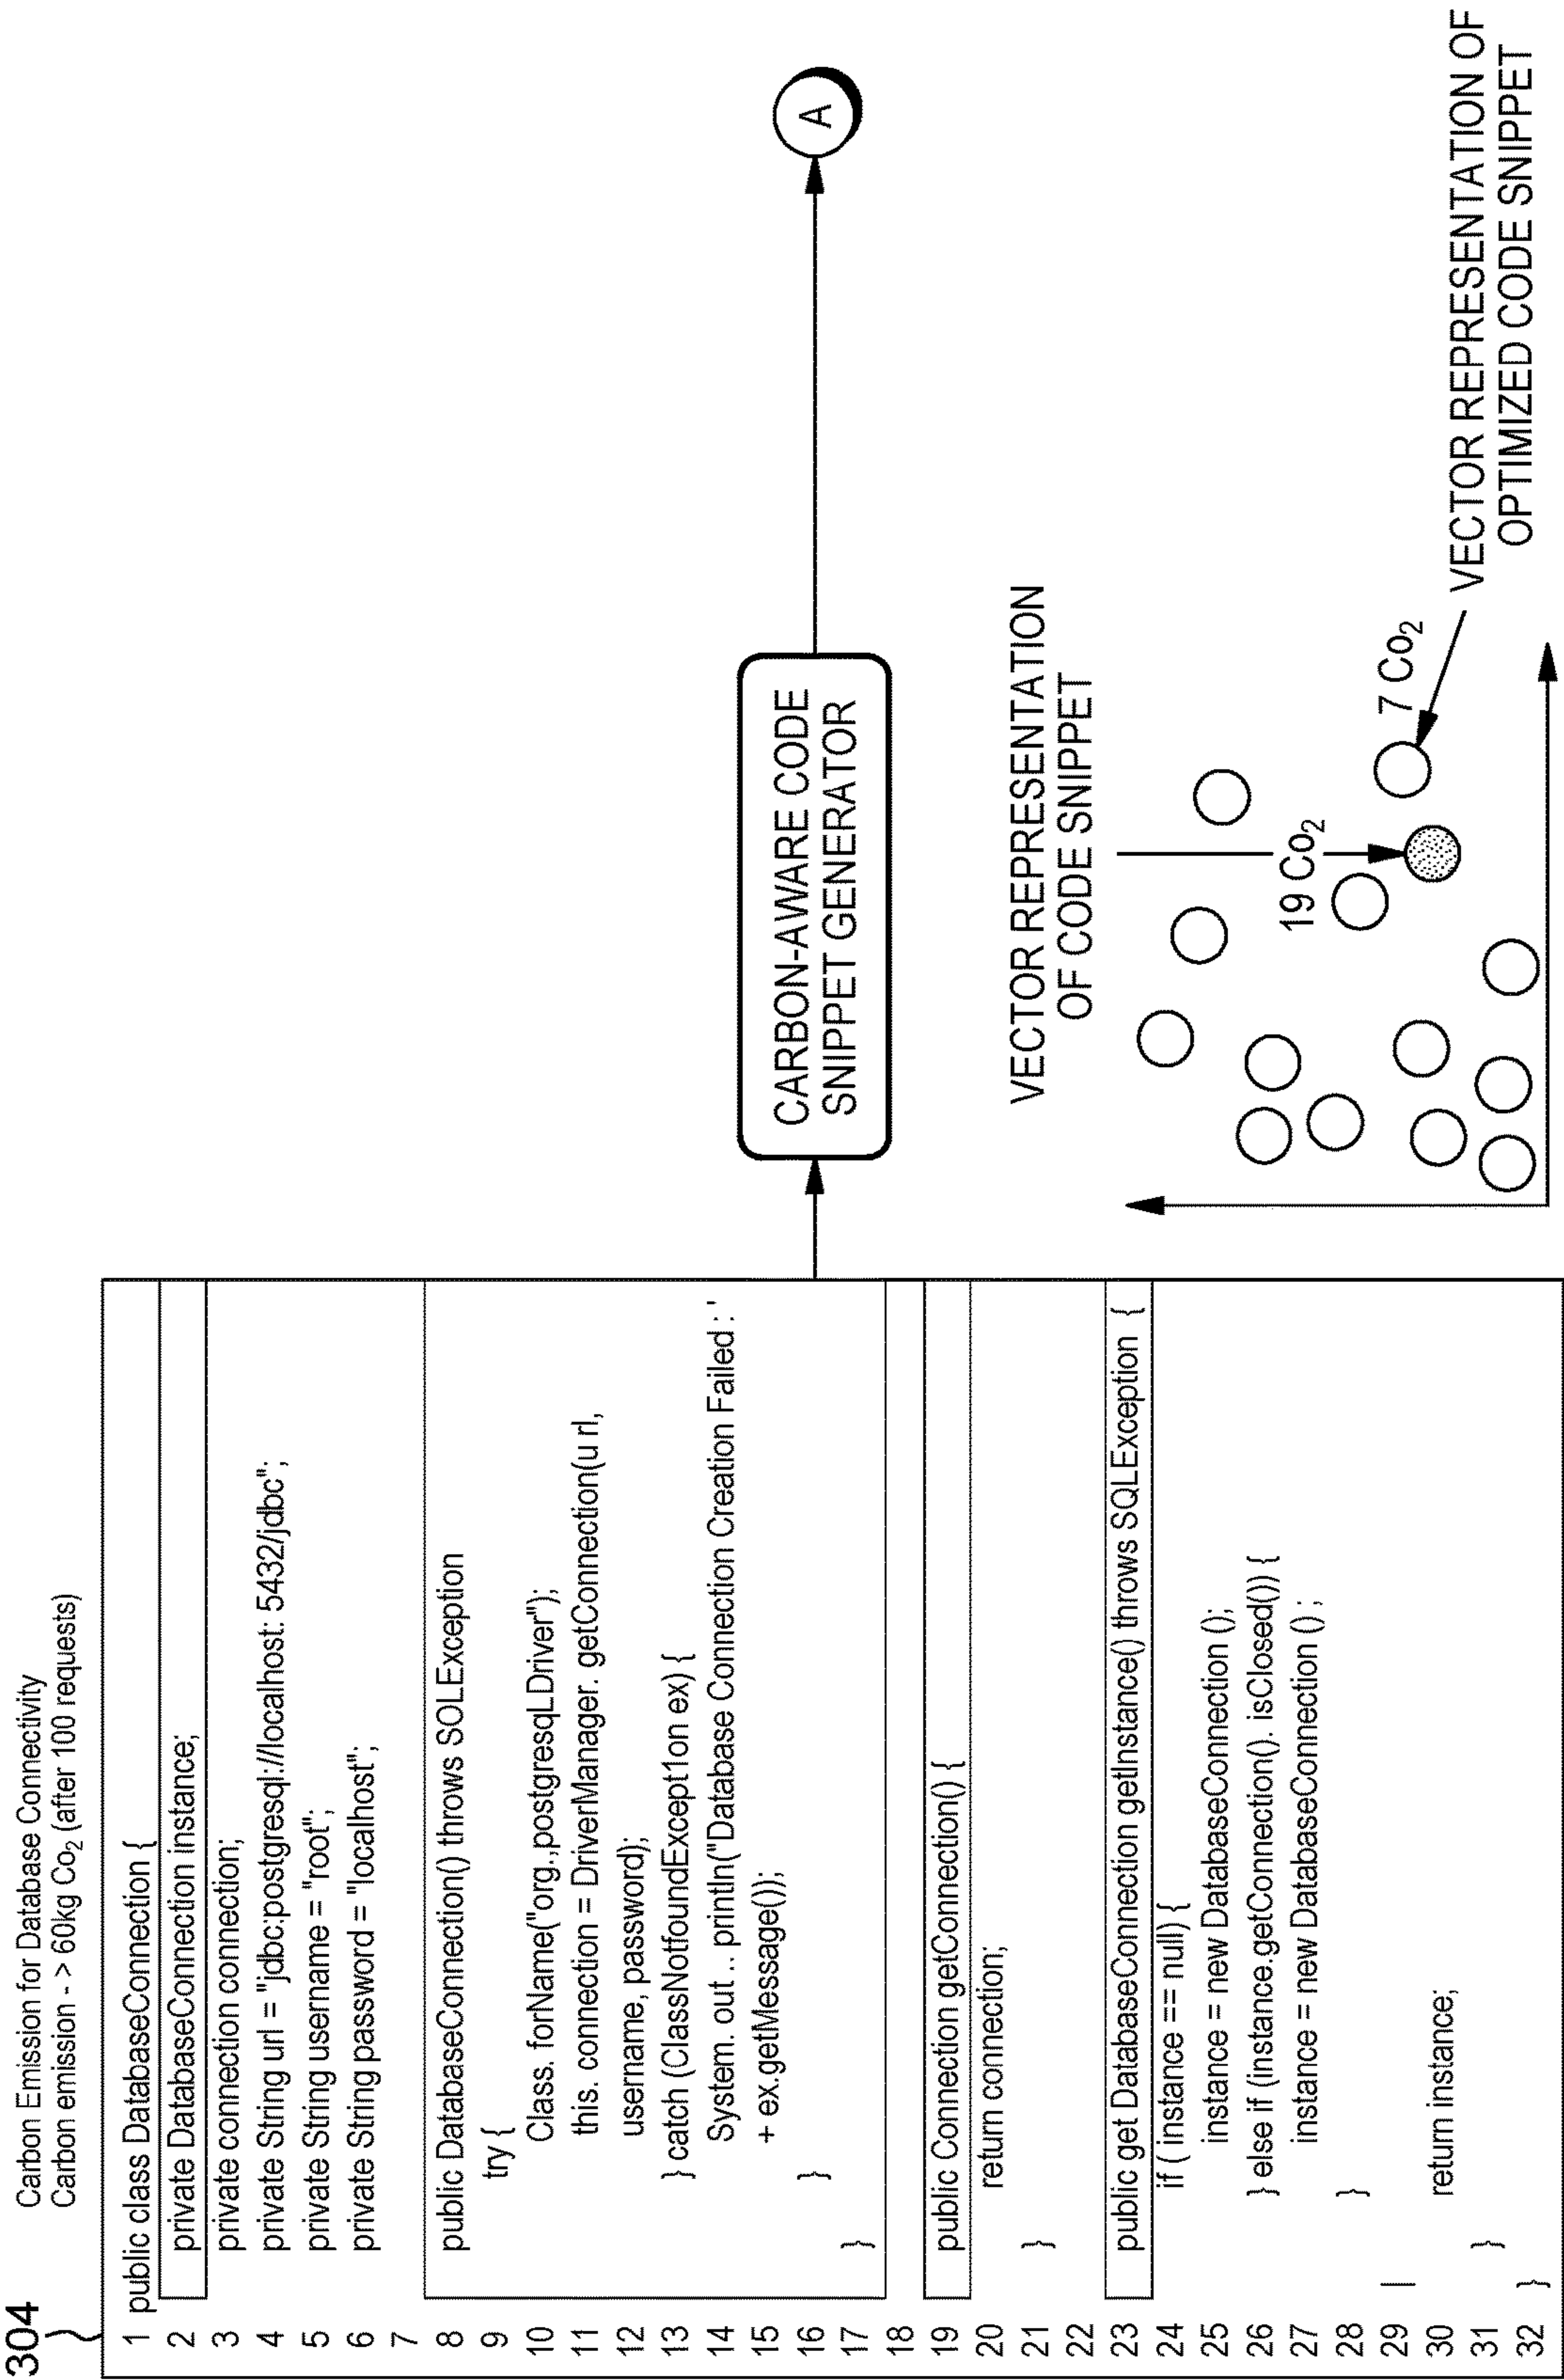 304
Carbon Emission for Database Connectivity
Carbon emission - > 60kg Co₂ (after 100 requests)
1 public class DatabaseConnection {
2 private DatabaseConnection instance;
3 private connection connection;
4 private String url = "jdbc:postgresql://localhost: 5432/jdbc";
5 private String username = "root";
6 private String password = "localhost";
7
8 public DatabaseConnection() throws SOLException
9 try {
10 Class. forName("org.,postgresqLDriver");
11 this. connection = DriverManager. getConnection(u rl,
12 username, password);
13 } catch (ClassNotfoundExcept1on ex) {
14 System. out .. println("Database Connection Creation Failed : '
15 + ex.getMessage());
16 }
17 }
18
19 public Connection getConnection() {
20 return connection;
21 }
22
23 public get DatabaseConnection getInstance() throws SQLException {
24 if ( instance == null) {
25 instance = new DatabaseConnection ();
26 } else if (instance.getConnection(). isClosed()) {
27 instance = new DatabaseConnection () ;
28 }
29 |
30 return instance;
31 }
32 }
CARBON-AWARE CODE
SNIPPET GENERATOR
A
VECTOR REPRESENTATION
OF CODE SNIPPET
19 Co₂
7 Co₂
VECTOR REPRESENTATION OF
OPTIMIZED CODE SNIPPET